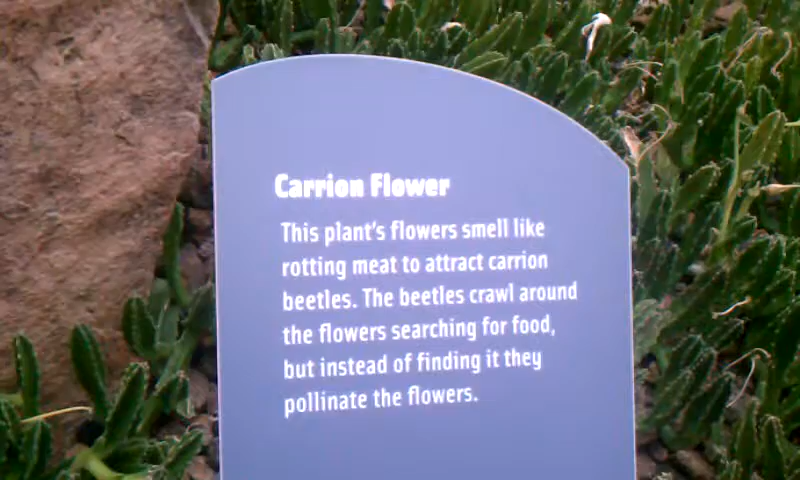 Carrion Flower
This plant's flowers smell like
rotting meat to attract carrion
beetles. The beetles crawl around
the flowers searching for food,
but instead of finding it they
pollinate the flowers.